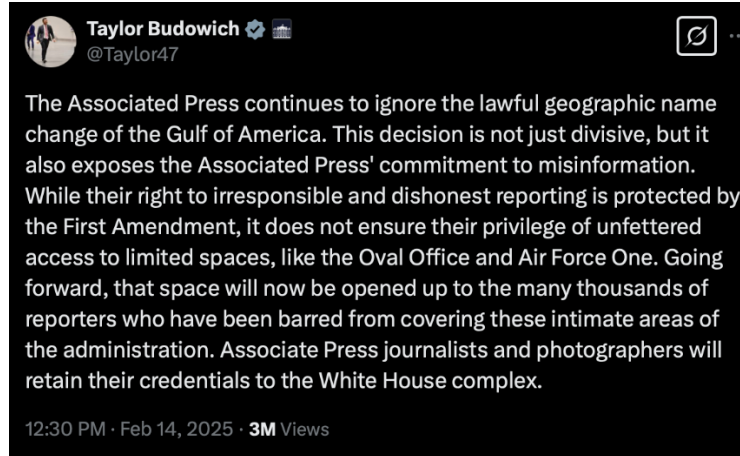 Taylor Budowich
@Taylor47
The Associated Press continues to ignore the lawful geographic name
change of the Gulf of America. This decision is not just divisive, but it
also exposes the Associated Press' commitment to misinformation.
While their right to irresponsible and dishonest reporting is protected by
the First Amendment, it does not ensure their privilege of unfettered
access to limited spaces, like the Oval Office and Air Force One. Going
forward, that space will now be opened up to the many thousands of
reporters who have been barred from covering these intimate areas of
the administration. Associate Press journalists and photographers will
retain their credentials to the White House complex.
12:30 PM · Feb 14, 2025 · 3M Views